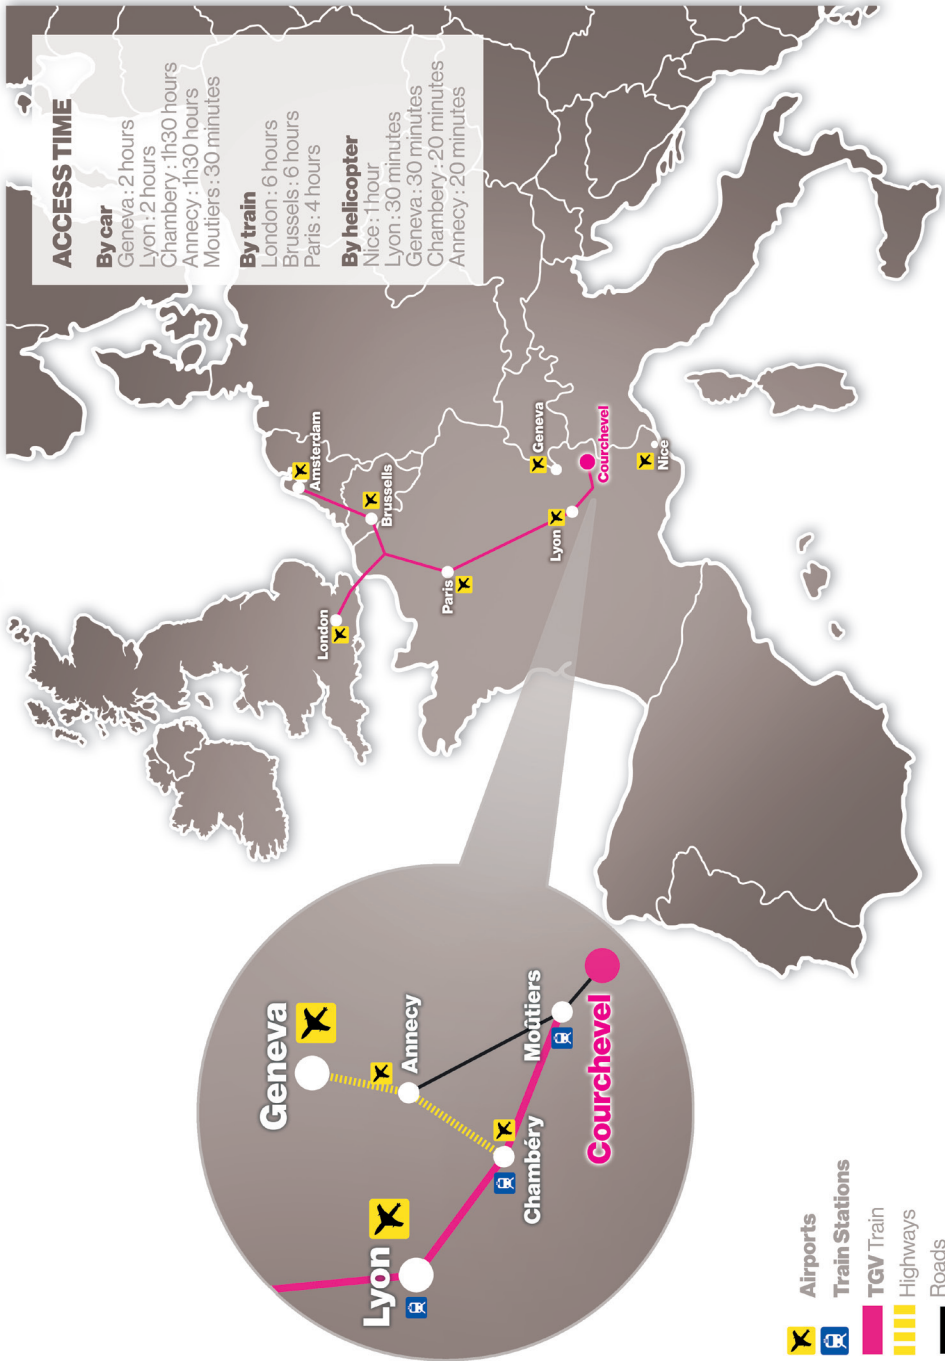 ACCESS TIME
By car
Geneva : 2 hours
Lyon : 2 hours
Chambery : 1h30 hours
Annecy : 1h30 hours
Moutiers : 30 minutes
By train
London : 6 hours
Brussels : 6 hours
Paris : 4 hours
By helicopter
Nice : 1 hour
Lyon : 30 minutes
Geneva : 30 minutes
Chambery : 20 minutes
Annecy : 20 minutes
Amsterdam
Brussells
London
Paris
Lyon
Geneva
Courchevel
Nice
Geneva
Annecy
Lyon
Chambéry
Moûtiers
Courchevel
Airports
Train Stations
TGV Train
Highways
Roads